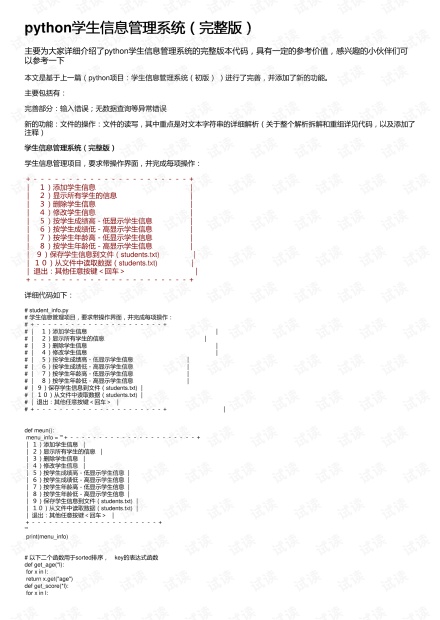 python学生信息管理系统（完整版）
主要为大家详细介绍了python学生信息管理系统的完整版本代码，具有一定的参考价值，感兴趣的小伙伴们可
以参考一下
本文是基于上一篇（python项目：学生信息管理系统（初版））进行了完善，并添加了新的功能。
主要包括有：
完善部分：输入错误；无数据查询等异常错误
新的功能：文件的操作：文件的读写，其中重点是对文本字符串的详细解析（关于整个解析拆解和重组详见代码，以及添加了
注释）
学生信息管理系统（完整版）
学生信息管理项目，要求带操作界面，并完成每项操作：
+- - - - - - - - - - - - - - - - - - - - - -+
| 1）添加学生信息 |
| 2）显示所有学生的信息 |
| 3）删除学生信息 |
| 4）修改学生信息 |
| 5）按学生成绩高－低显示学生信息 |
| 6）按学生成绩低－高显示学生信息 |
| 7）按学生年龄高－低显示学生信息 |
| 8）按学生年龄低－高显示学生信息 |
| 9）保存学生信息到文件（students.txt) |
| 1 0）从文件中读取数据（students.txt) |
| 退出：其他任意按键＜回车＞ |
+- - - - - - - - - - - - - - - - - - - - - -+
详细代码如下：
# student_info.py
# 学生信息管理项目，要求带操作界面，并完成每项操作：
# +- - - - - - - - - - - - - - - - - - - - - -+
# | 1）添加学生信息 |
# | 2）显示所有学生的信息 |
# | 3）删除学生信息 |
# | 4）修改学生信息 |
# | 5）按学生成绩高－低显示学生信息 |
# | 6）按学生成绩低－高显示学生信息 |
# | 7）按学生年龄高－低显示学生信息 |
# | 8）按学生年龄低－高显示学生信息 |
# | 9）保存学生信息到文件（students.txt) |
# | 1 0）从文件中读取数据（students.txt) |
# | 退出：其他任意按键＜回车＞ |
# +- - - - - - - - - - - - - - - - - - - - - -+ |
def meun():
menu_info = '''+- - - - - - - - - - - - - - - - - - - - - -+
| 1）添加学生信息 |
| 2）显示所有学生的信息 |
| 3）删除学生信息 |
| 4）修改学生信息 |
| 5）按学生成绩高－低显示学生信息 |
| 6）按学生成绩低－高显示学生信息 |
| 7）按学生年龄高－低显示学生信息 |
| 8）按学生年龄低－高显示学生信息 |
| 9）保存学生信息到文件（students.txt) |
| 1 0）从文件中读取数据（students.txt) |
| 退出：其他任意按键＜回车＞ |
+- - - - - - - - - - - - - - - - - - - - - -+
'''
print(menu_info)
# 以下二个函数用于sorted排序， key的表达式函数
def get_age(*l):
for x in l:
return x.get("age")
def get_score(*l):
for x in l: